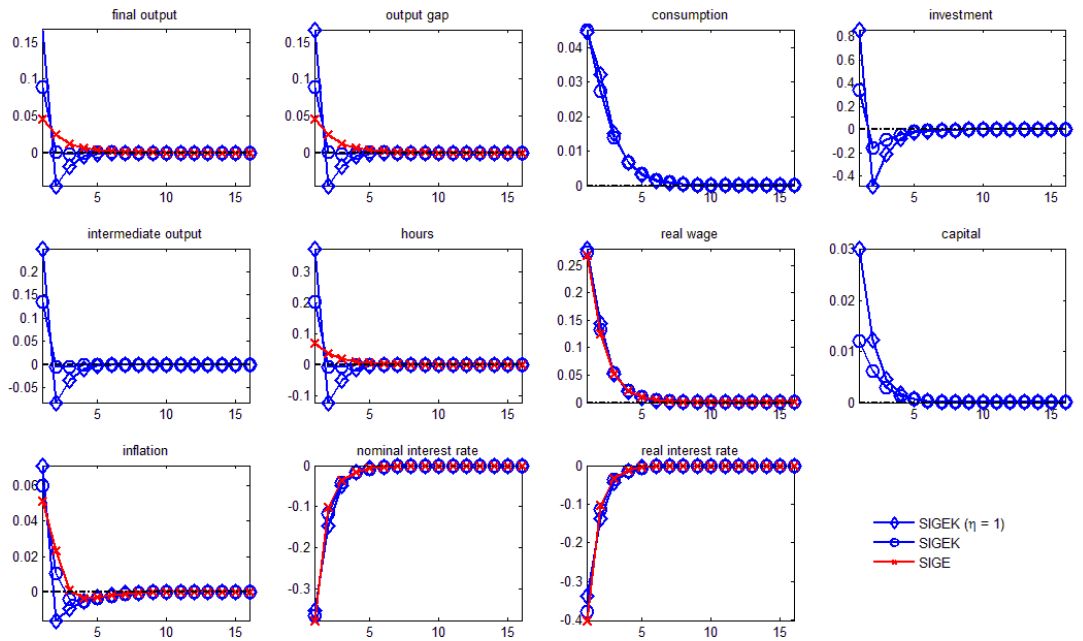 final output
output gap
consumption
investment
0.15
0.1
0.05
0
5 10 15
0.15
0.1
0.05
0
5 10 15
0.05
0.04
0.03
0.02
0.01
0
5 10 15
0.8
0.6
0.4
0.2
0
-0.2
-0.4
5 10 15
intermediate output
hours
real wage
capital
0.2
0.15
0.1
0.05
0
-0.05
5 10 15
0.3
0.2
0.1
0
-0.1
5 10 15
0.25
0.2
0.15
0.1
0.05
0
5 10 15
0.03
0.02
0.01
0
5 10 15
inflation
nominal interest rate
real interest rate
0.06
0.04
0.02
0
5 10 15
0
-0.1
-0.2
-0.3
5 10 15
0
-0.1
-0.2
-0.3
-0.4
5 10 15
SIGEK (η = 1)
SIGEK
SIGE